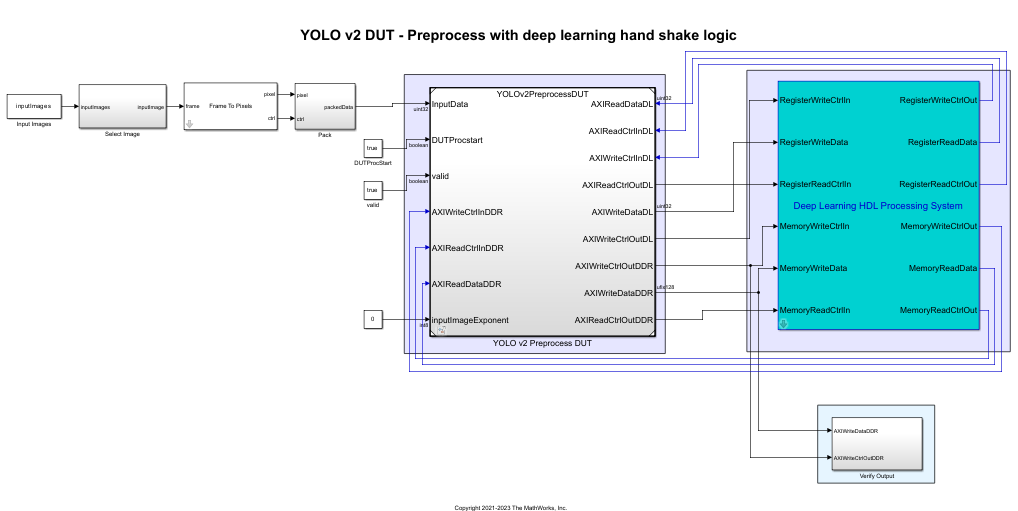 YOLO v2 DUT - Preprocess with deep learning hand shake logic
inputImages
Input Images
inputImages
inputImage
Select Image
frame
Frame To Pixels
pixel
ctrl
pixel
ctrl
packedData
Pack
true
DUTProcStart
true
valid
0
uint32
boolean
boolean
int8
YOLOv2PreprocessDUT
InputData
DUTProcstart
valid
AXIWriteCtrlInDDR
AXIReadCtrlInDDR
AXIReadDataDDR
inputImageExponent
AXIReadDataDL
AXIReadCtrlInDL
AXIWriteCtrlInDL
AXIReadCtrlOutDL
AXIWriteDataDL
AXIWriteCtrlOutDL
AXIWriteCtrlOutDDR
AXIWriteDataDDR
AXIReadCtrlOutDDR
YOLO v2 Preprocess DUT
uint32
uint32
ufix128
RegisterWriteCtrlIn
RegisterWriteData
RegisterReadCtrlIn
MemoryWriteCtrlIn
MemoryWriteData
MemoryReadCtrlIn
Deep Learning HDL Processing System
RegisterWriteCtrlOut
RegisterReadData
RegisterReadCtrlOut
MemoryWriteCtrlOut
MemoryReadData
MemoryReadCtrlOut
AXIWriteDataDDR
AXIWriteCtrlOutDDR
Verify Output
Copyright 2021-2023 The MathWorks, Inc.